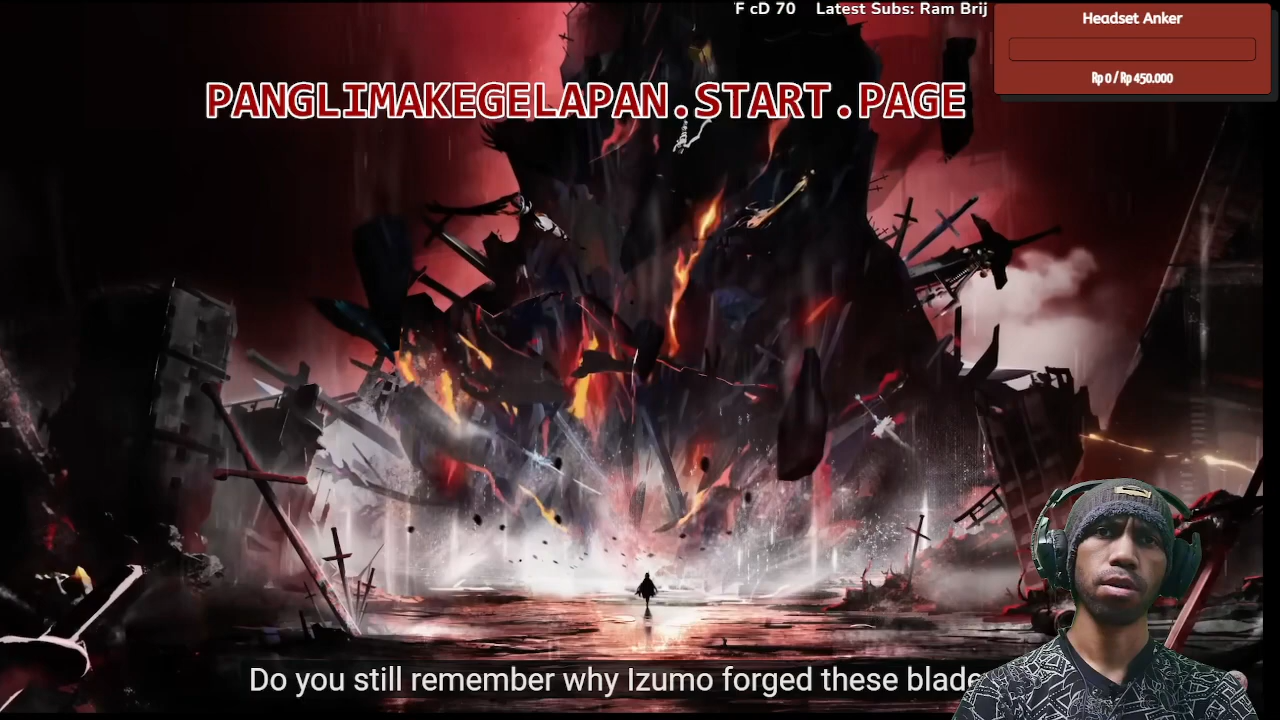 F cD 70 Latest Subs: Ram Brij
Headset Anker
Rp 0 / Rp 450.000
PANGLIMAKEGELAPAN.START.PAGE
Do you still remember why Izumo forged these blade